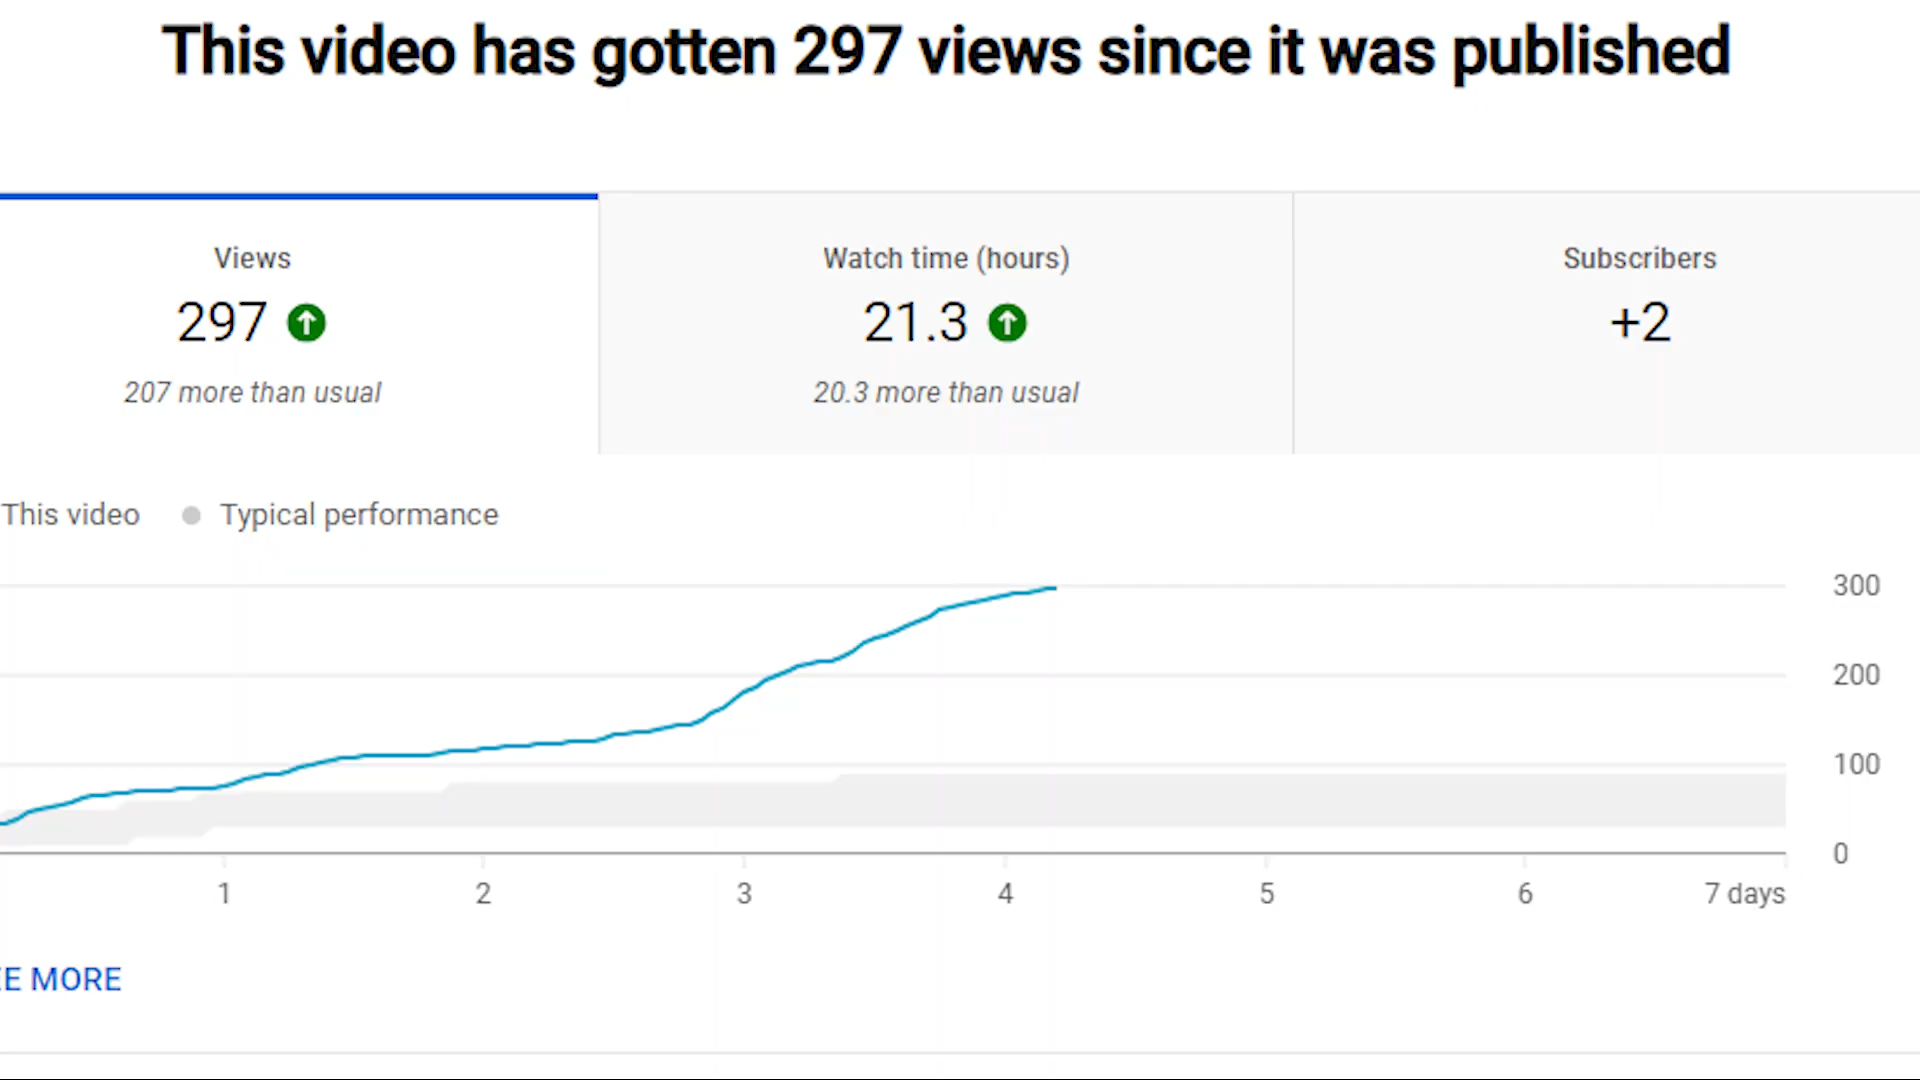 This video has gotten 297 views since it was published
Views
297
207 more than usual
Watch time (hours)
21.3
20.3 more than usual
Subscribers
+2
This video
Typical performance
300
200
100
0
1 2 3 4 5 6 7 days
EE MORE